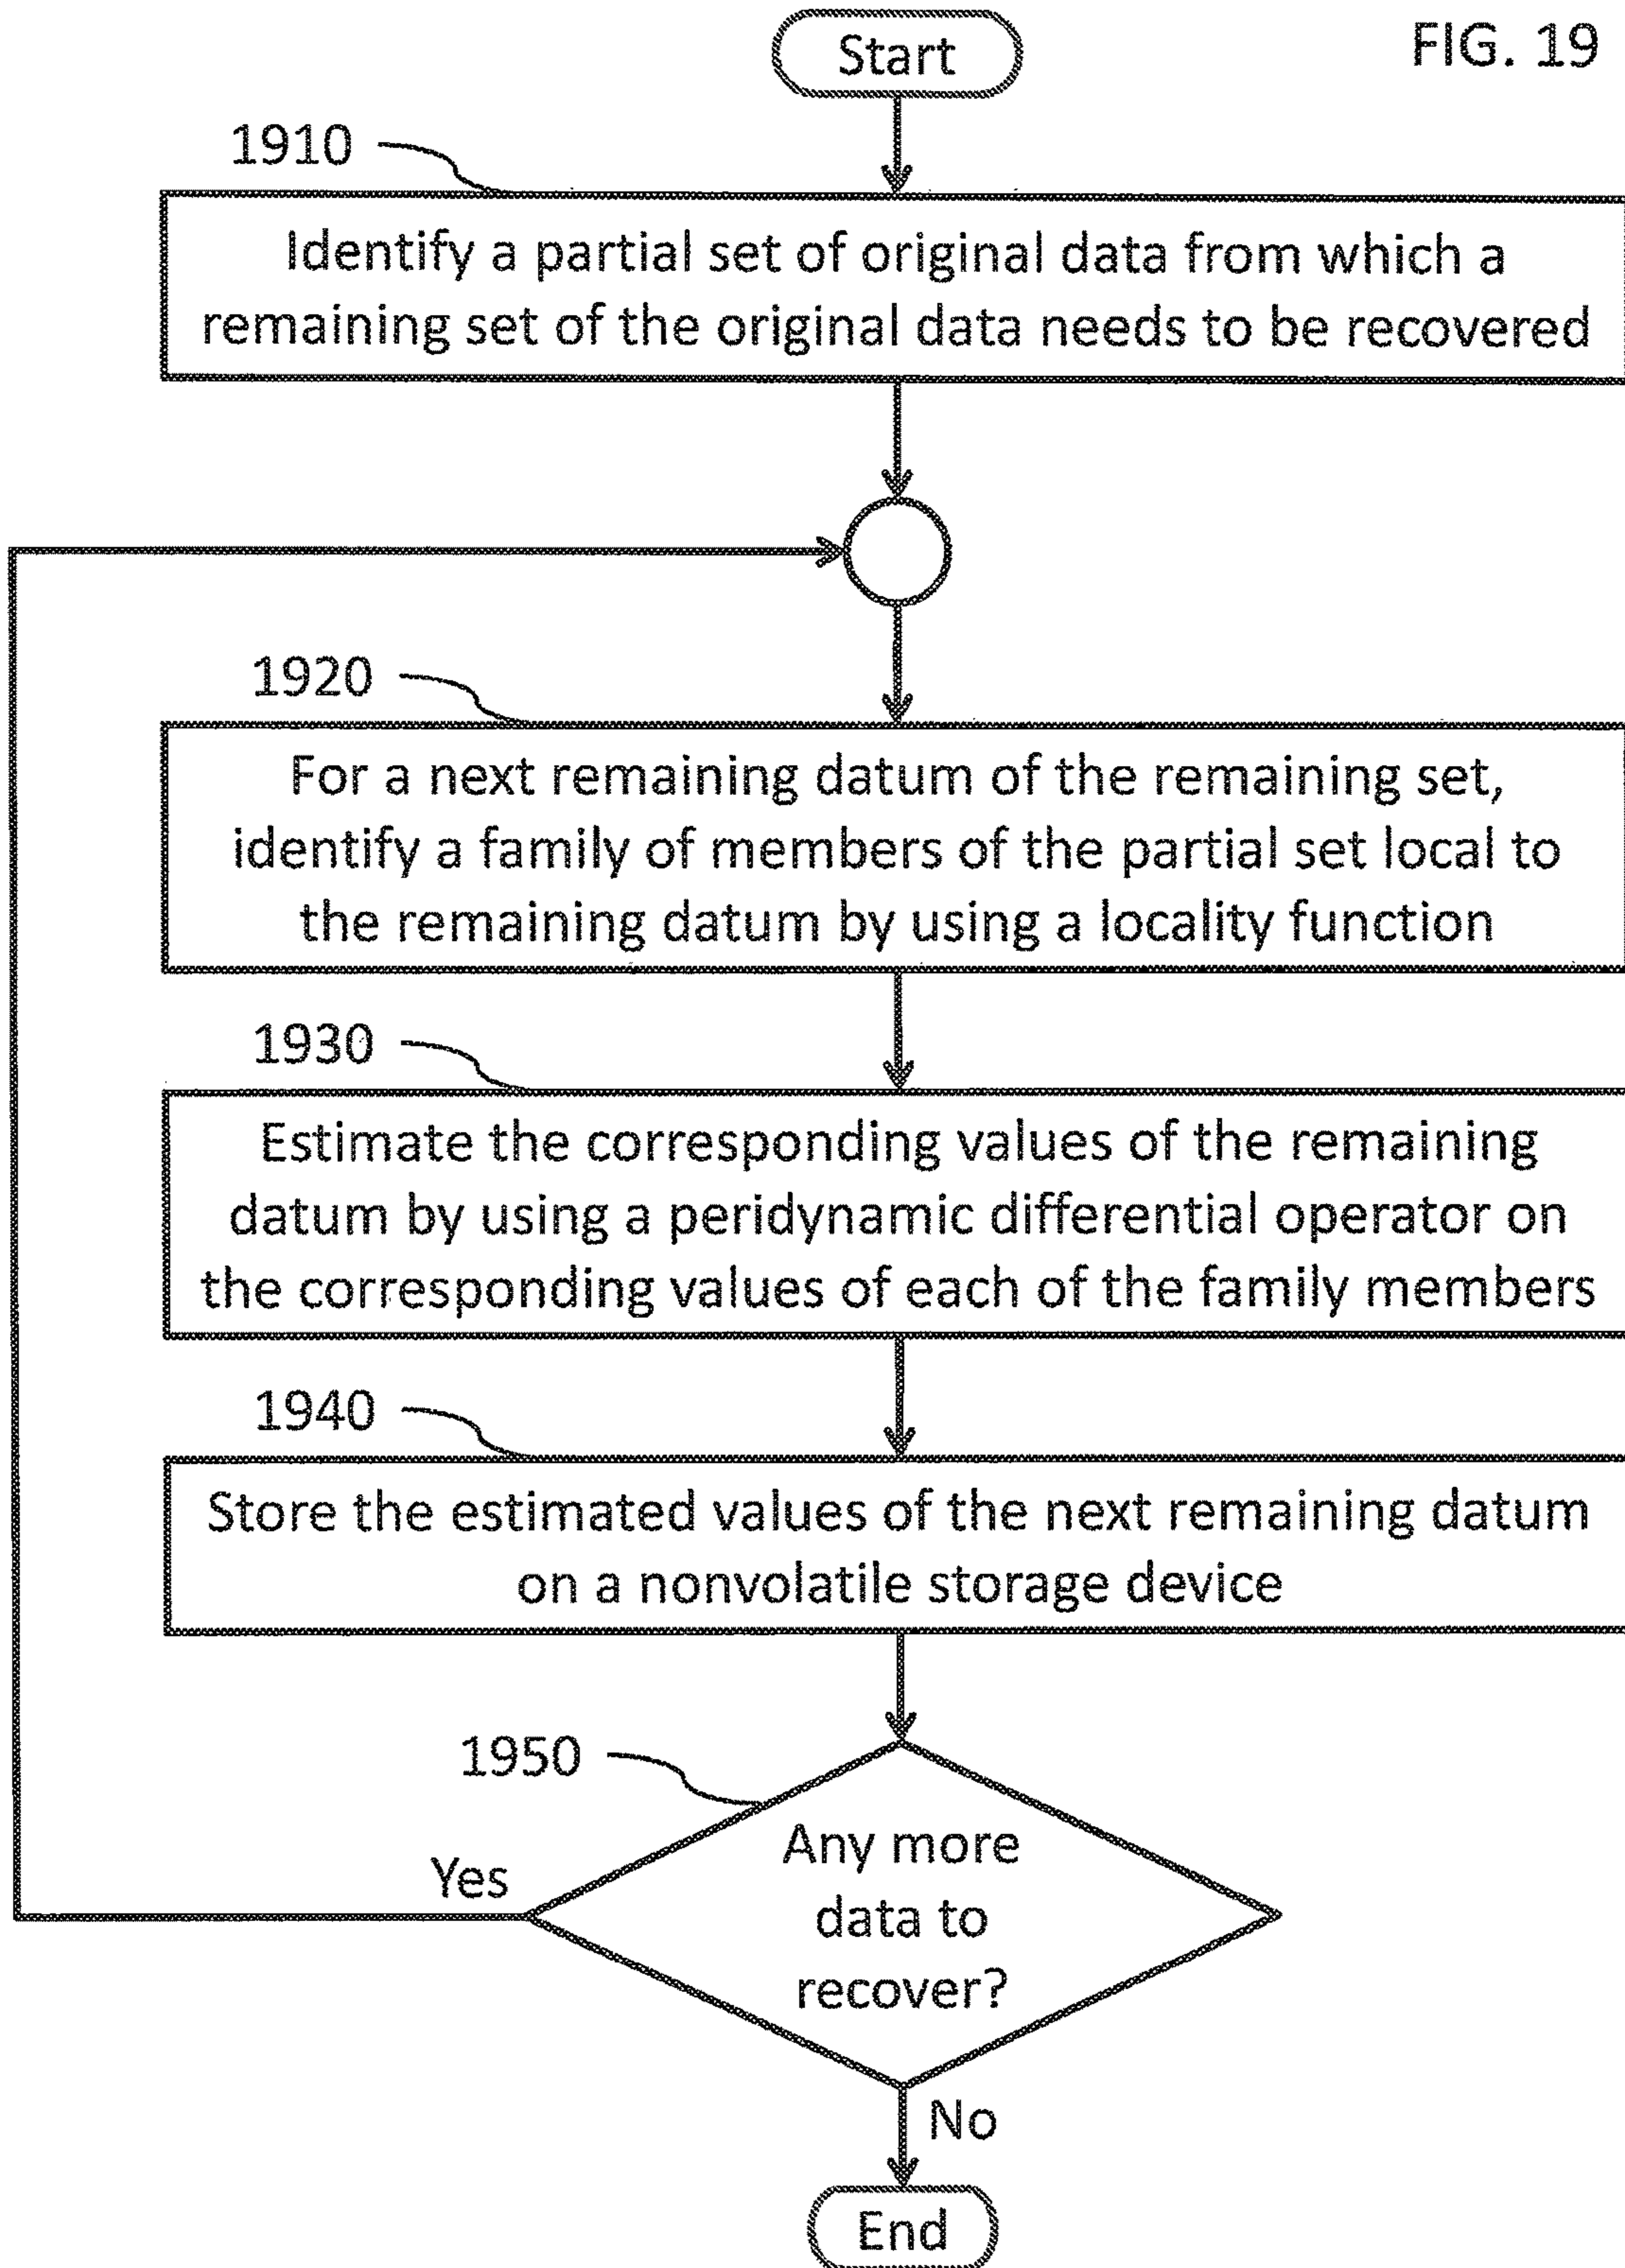 FIG. 19
Start
1910
Identify a partial set of original data from which a
remaining set of the original data needs to be recovered
1920
For a next remaining datum of the remaining set,
identify a family of members of the partial set local to
the remaining datum by using a locality function
1930
Estimate the corresponding values of the remaining
datum by using a peridynamic differential operator on
the corresponding values of each of the family members
1940
Store the estimated values of the next remaining datum
on a nonvolatile storage device
1950
Any more
data to
recover?
Yes
No
End